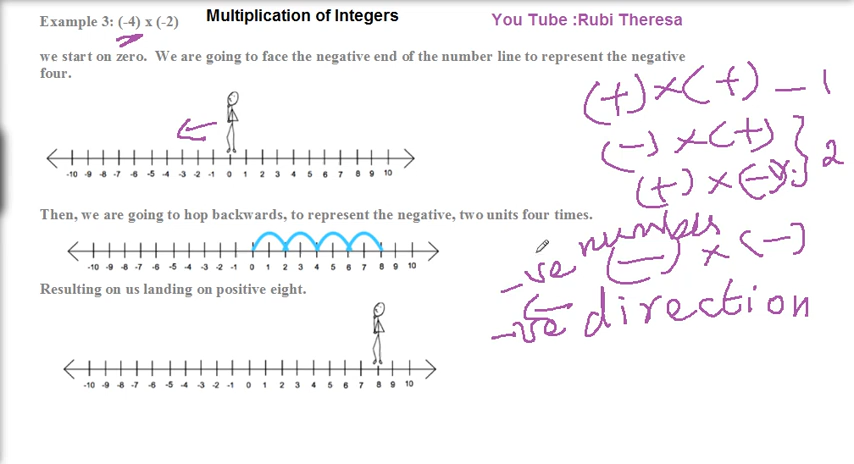 Example 3: (-4) x (-2)
Multiplication of Integers
You Tube :Rubi Theresa
we start on zero. We are going to face the negative end of the number line to represent the negative
four.
-10 -9 -8 -7 -6 -5 -4 -3 -2 -1 0 1 2 3 4 5 6 7 8 9 10
Then, we are going to hop backwards, to represent the negative, two units four times.
-10 -9 -8 -7 -6 -5 -4 -3 -2 -1 0 1 2 3 4 5 6 7 8 9 10
Resulting on us landing on positive eight.
-10 -9 -8 -7 -6 -5 -4 -3 -2 -1 0 1 2 3 4 5 6 7 8 9 10
(+) x (+) - 1
(-) x (+) } 2
(+) x (-)
-ve number
(-) x (-)
-ve direction